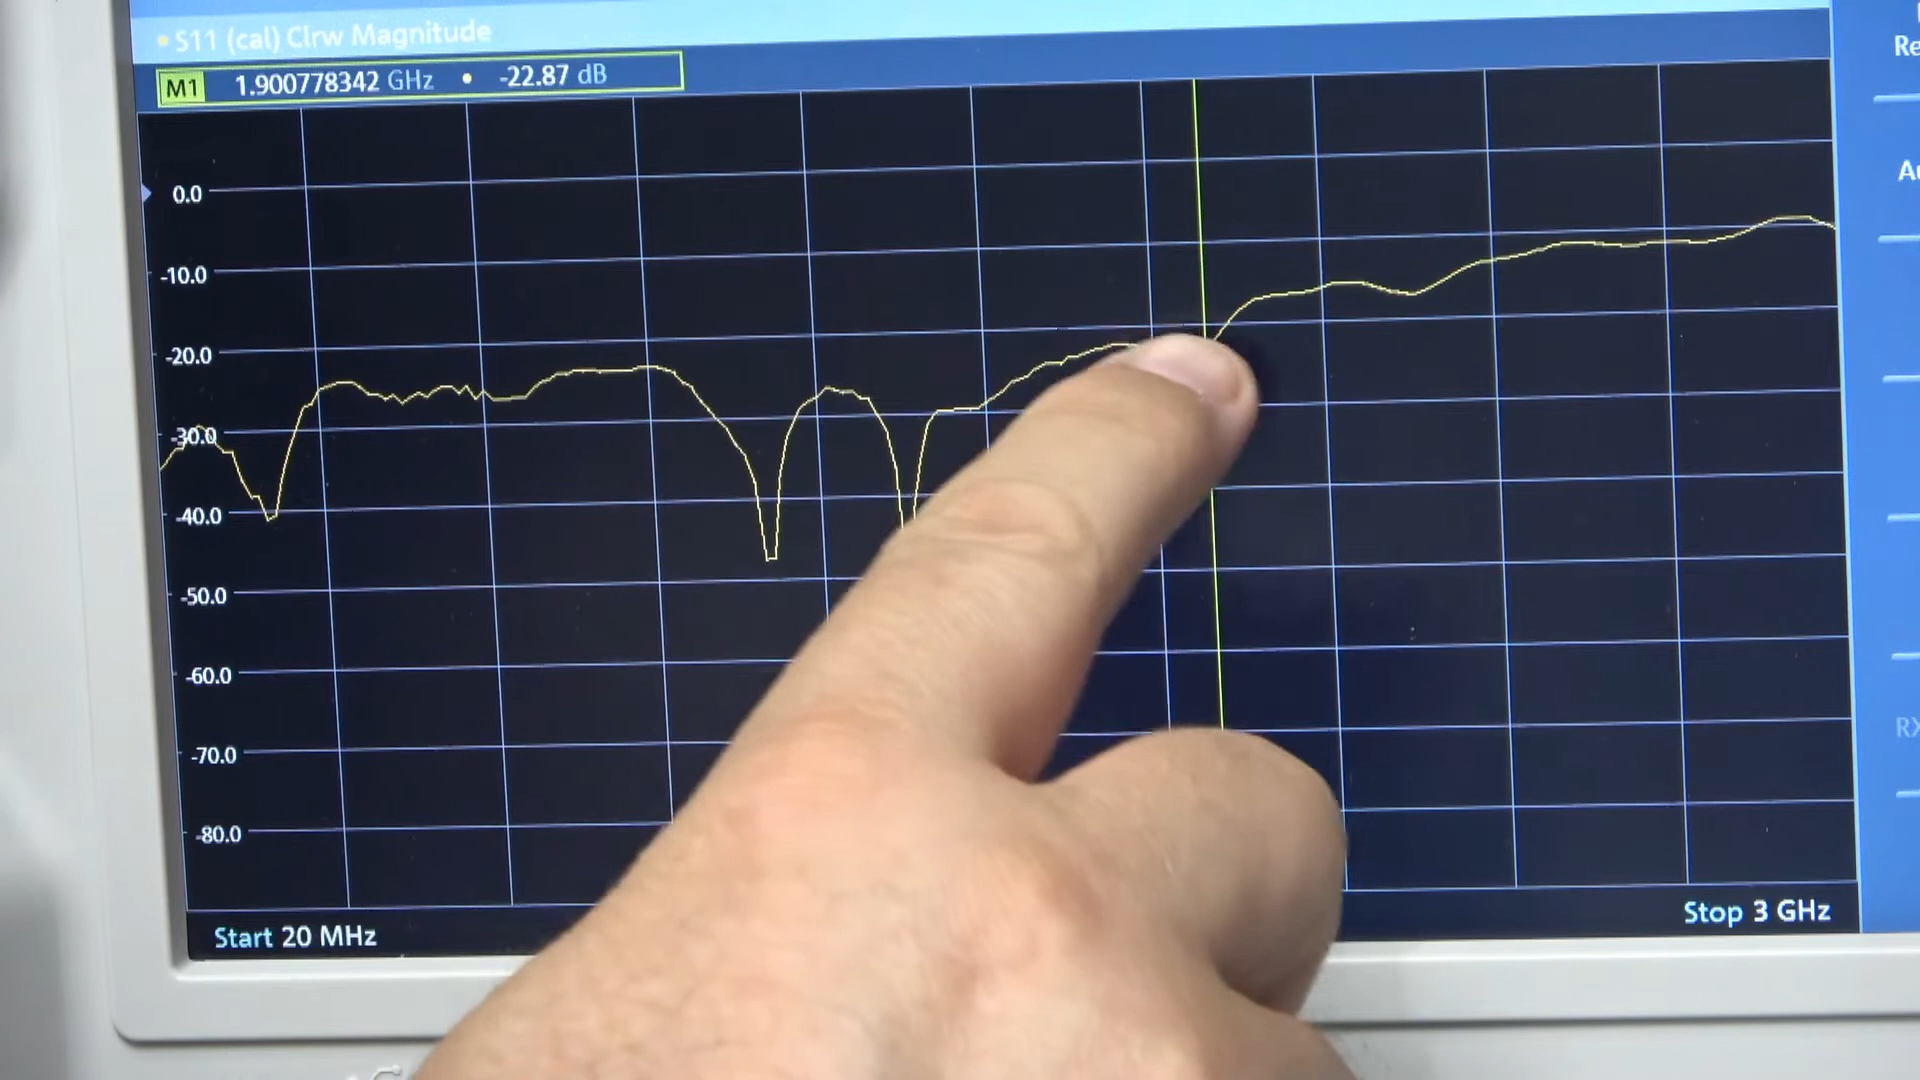 S11 (cal) Clrw Magnitude
M1 1.900778342 GHz • -22.87 dB
0.0
-10.0
-20.0
-30.0
-40.0
-50.0
-60.0
-70.0
-80.0
Start 20 MHz
Stop 3 GHz
Re
RX